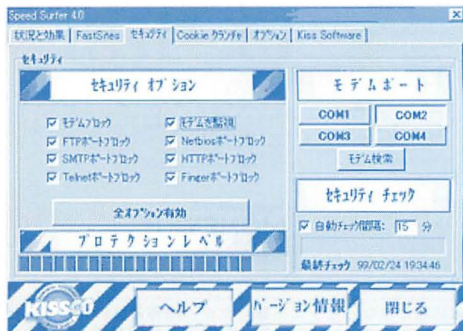 Speed Surfer 4.0
状況と効果 FastSites セキュリティ Cookie クランチャ オプション Kiss Software
セキュリティ
セキュリティ オプション
モデムポート
モデムブロック
モデムを監視
FTPポートブロック
Netbiosポートブロック
SMTPポートブロック
HTTPポートブロック
Telnetポートブロック
Fingerポートブロック
COM1 COM2
COM3 COM4
モデム検索
全オプション有効
セキュリティ チェック
自動チェック間隔: 15 分
プロテクションレベル
最終チェック 99/02/24 19:34:46
KISSCO ヘルプ バージョン情報 閉じる